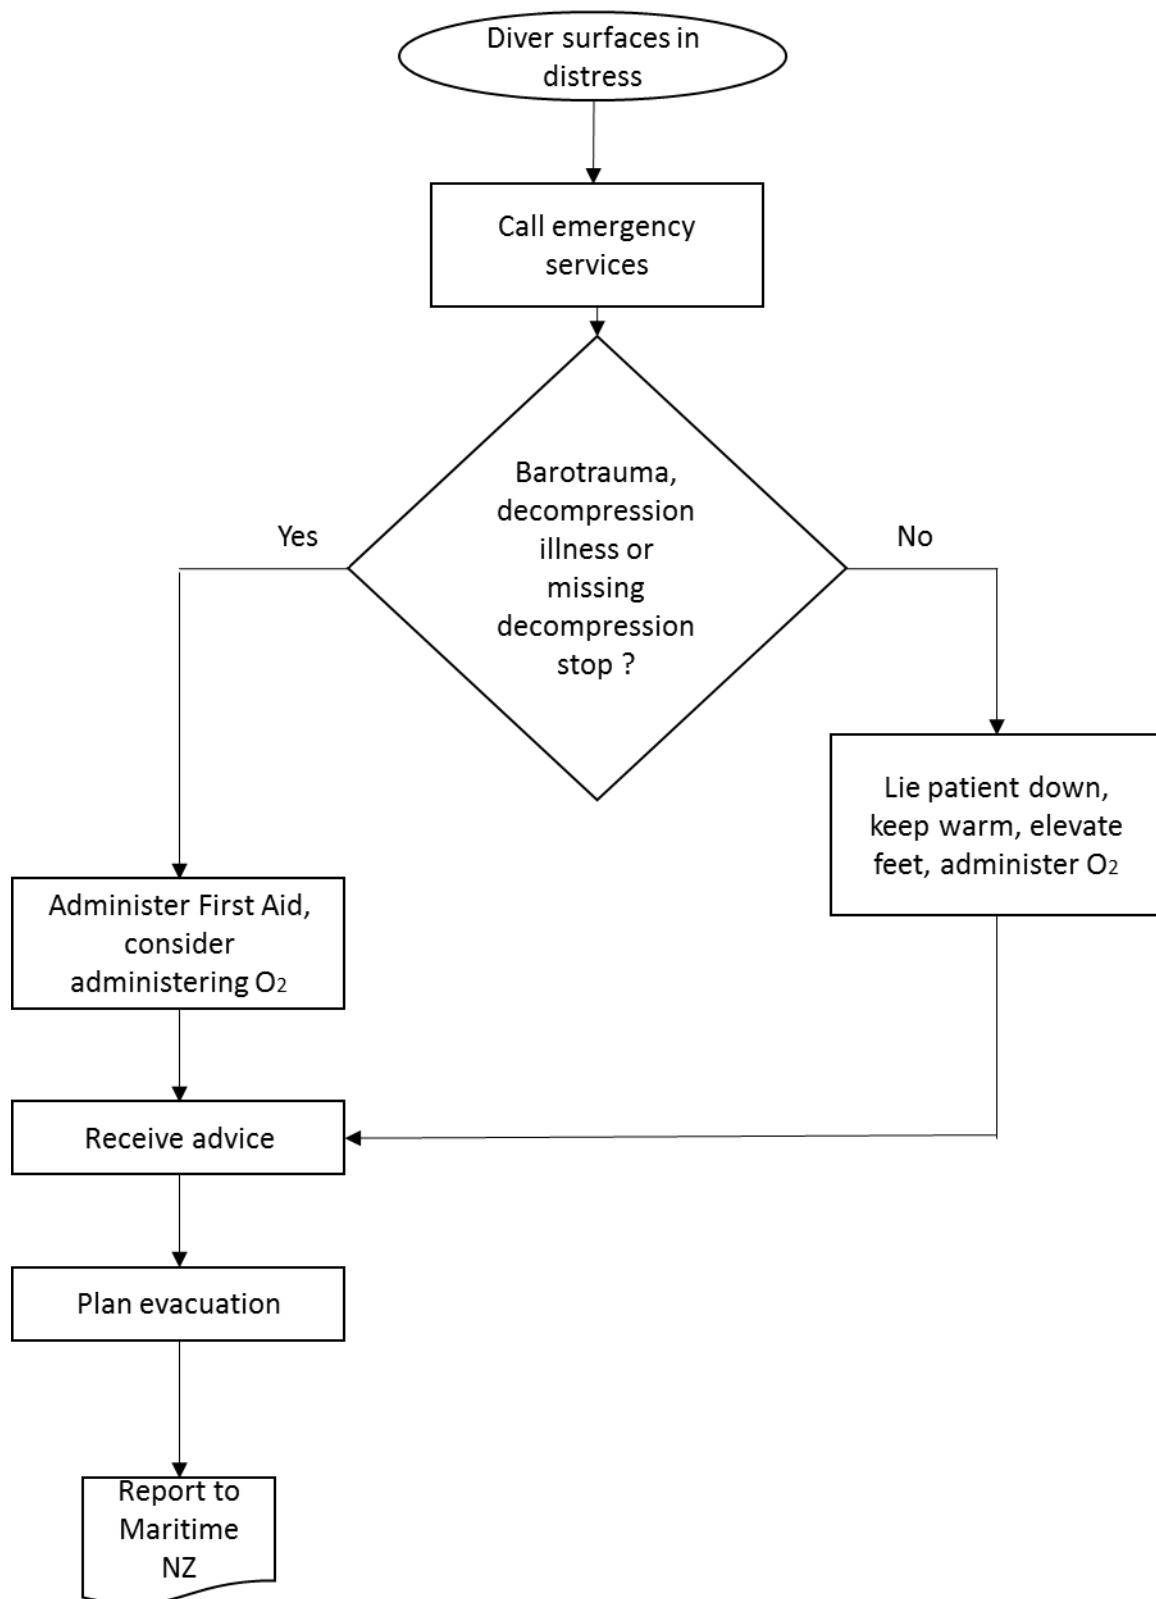 Diver surfaces in
distress
Call emergency
services
Barotrauma,
decompression
illness or
missing
decompression
stop ?
Yes
No
Lie patient down,
keep warm, elevate
feet, administer O2
Administer First Aid,
consider
administering O2
Receive advice
Plan evacuation
Report to
Maritime
NZ